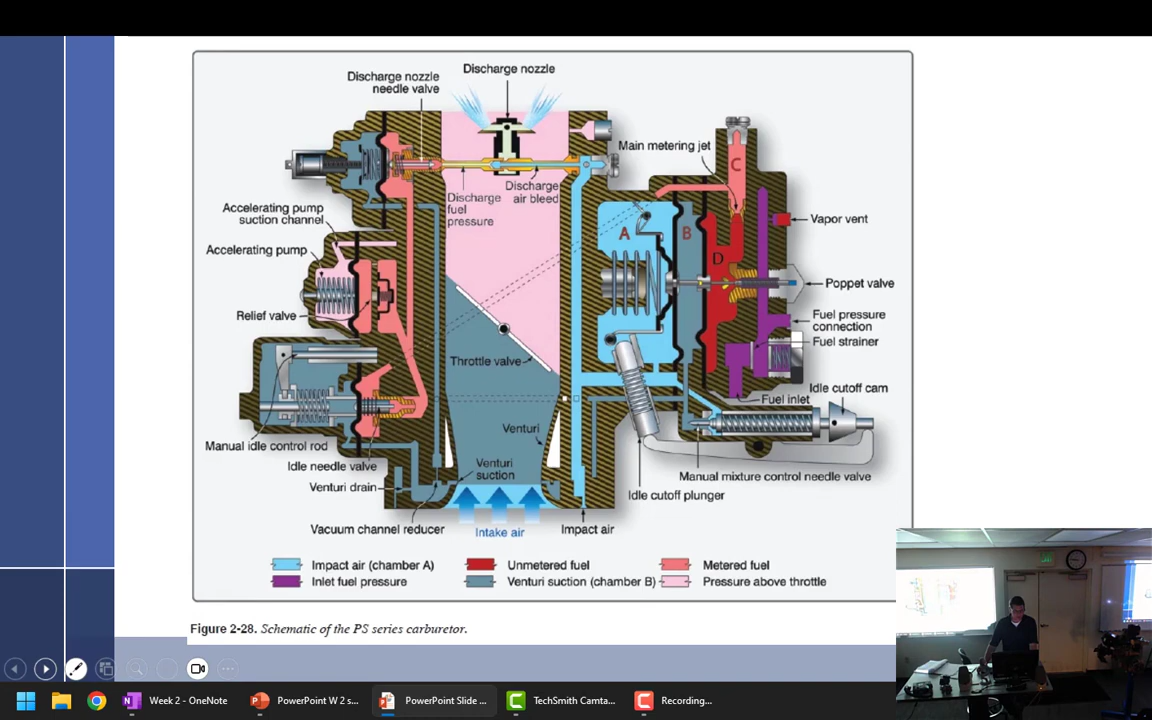 Discharge nozzle
Discharge nozzle
needle valve
Main metering jet
C
Discharge
air bleed
Discharge
fuel
pressure
Accelerating pump
suction channel
Vapor vent
A
B
D
Accelerating pump
Poppet valve
Relief valve
Fuel pressure
connection
Fuel strainer
Throttle valve
Idle cutoff cam
Fuel inlet
Manual idle control rod
Venturi
Idle needle valve
Venturi
suction
Manual mixture control needle valve
Venturi drain
Idle cutoff plunger
Vacuum channel reducer
Intake air
Impact air
Impact air (chamber A)
Unmetered fuel
Metered fuel
Inlet fuel pressure
Venturi suction (chamber B)
Pressure above throttle
Figure 2-28. Schematic of the PS series carburetor.
Week 2 - OneNote
PowerPoint W 2 s...
PowerPoint Slide ...
TechSmith Camta...
Recording...